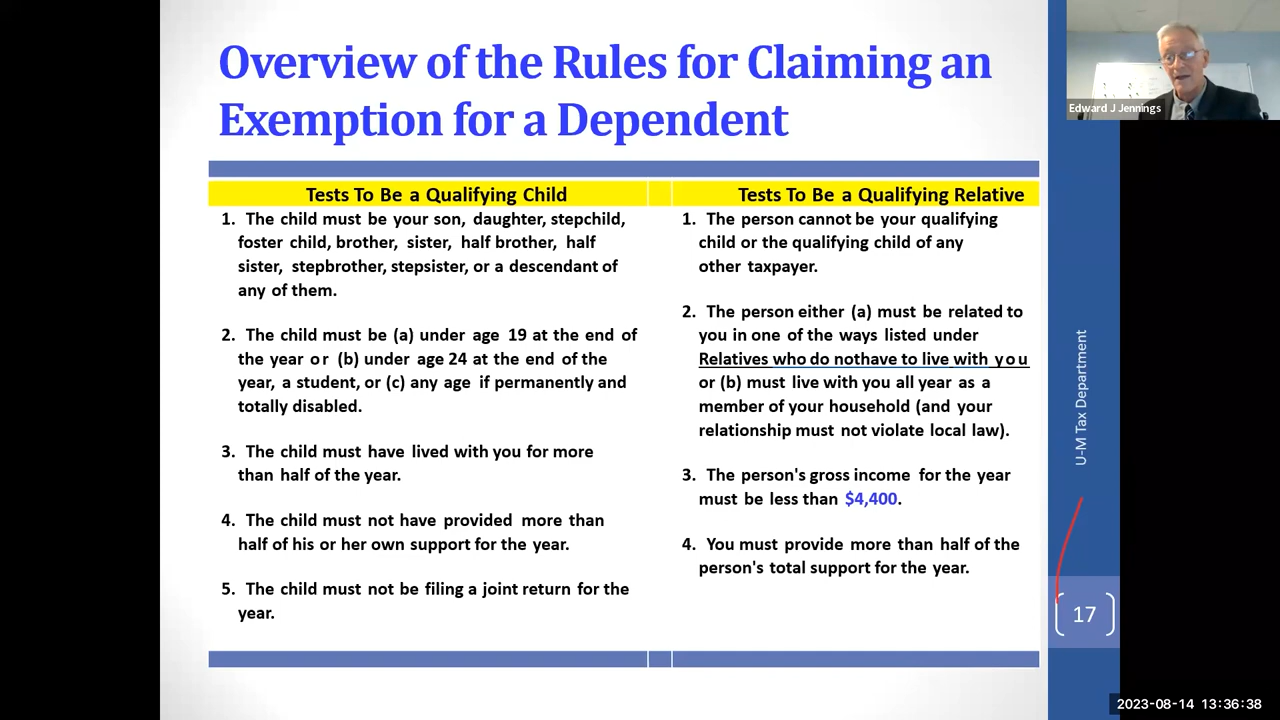 Overview of the Rules for Claiming an
Exemption for a Dependent
Edward J Jennings
Tests To Be a Qualifying Child
1. The child must be your son, daughter, stepchild,
foster child, brother, sister, half brother, half
sister, stepbrother, stepsister, or a descendant of
any of them.
2. The child must be (a) under age 19 at the end of
the year or (b) under age 24 at the end of the
year, a student, or (c) any age if permanently and
totally disabled.
3. The child must have lived with you for more
than half of the year.
4. The child must not have provided more than
half of his or her own support for the year.
5. The child must not be filing a joint return for the
year.
Tests To Be a Qualifying Relative
1. The person cannot be your qualifying
child or the qualifying child of any
other taxpayer.
2. The person either (a) must be related to
you in one of the ways listed under
Relatives who do nothave to live with you
or (b) must live with you all year as a
member of your household (and your
relationship must not violate local law).
3. The person's gross income for the year
must be less than $4,400.
4. You must provide more than half of the
person's total support for the year.
U-M Tax Department
17
2023-08-14 13:36:38